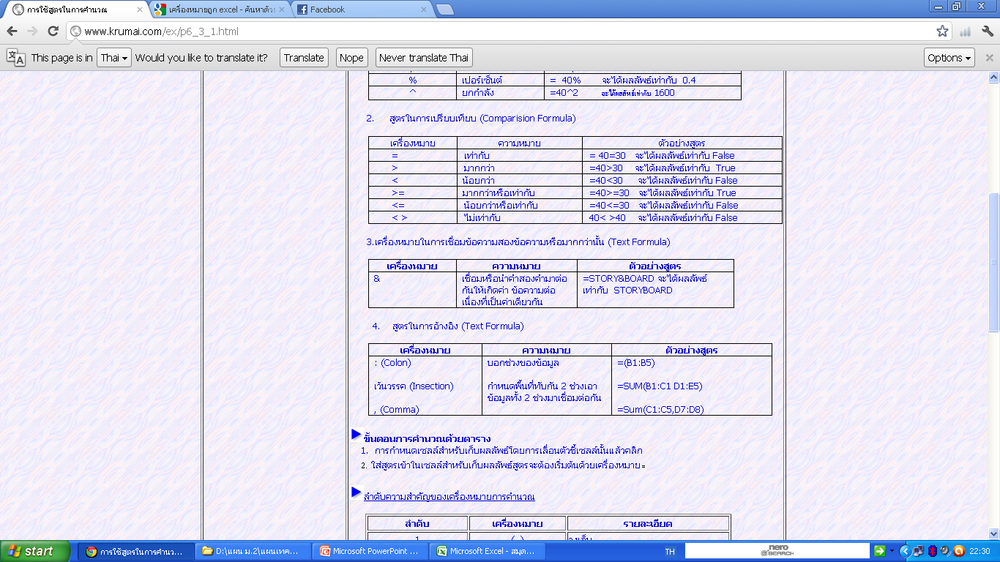 การใช้สูตรในการคำนวณ
เครื่องหมายถูก excel - ค้นหาด้วย
Facebook
www.krumai.com/ex/p6_3_1.html
This page is in Thai Would you like to translate it? Translate Nope Never translate Thai Options
% เปอร์เซ็นต์ = 40% จะได้ผลลัพธ์เท่ากับ 0.4
^ ยกกำลัง =40^2 จะได้ผลลัพธ์เท่ากับ 1600
2. สูตรในการเปรียบเทียบ (Comparision Formula)
เครื่องหมาย ความหมาย ตัวอย่างสูตร
= เท่ากับ = 40=30 จะได้ผลลัพธ์เท่ากับ False
> มากกว่า =40>30 จะได้ผลลัพธ์เท่ากับ True
< น้อยกว่า =40<30 จะได้ผลลัพธ์เท่ากับ False
>= มากกว่าหรือเท่ากับ =40>=30 จะได้ผลลัพธ์เท่ากับ True
<= น้อยกว่าหรือเท่ากับ =40<=30 จะได้ผลลัพธ์เท่ากับ False
< > ไม่เท่ากับ 40< >40 จะได้ผลลัพธ์เท่ากับ False
3.เครื่องหมายในการเชื่อมข้อความสองข้อความหรือมากกว่านั้น (Text Formula)
เครื่องหมาย ความหมาย ตัวอย่างสูตร
& เชื่อมหรือนำคำสองคำมาต่อ =STORY&BOARD จะได้ผลลัพธ์
กันให้เกิดค่า ข้อความต่อ เท่ากับ STORYBOARD
เนื่องที่เป็นค่าเดียวกัน
4. สูตรในการอ้างอิง (Text Formula)
เครื่องหมาย ความหมาย ตัวอย่างสูตร
: (Colon) บอกช่วงของข้อมูล =(B1:B5)
เว้นวรรค (Insection) กำหนดพื้นที่ทับกัน 2 ช่วงเอา =SUM(B1:C1 D1:E5)
ข้อมูลทั้ง 2 ช่วงมาเชื่อมต่อกัน
, (Comma) =Sum(C1:C5,D7:D8)
ขั้นตอนการคำนวณด้วยตาราง
1. การกำหนดเซลล์สำหรับเก็บผลลัพธ์โดยการเลื่อนตัวชี้เซลล์นั้นแล้วคลิก
2. ใส่สูตรเข้าในเซลล์สำหรับเก็บผลลัพธ์สูตรจะต้องเริ่มต้นด้วยเครื่องหมาย =
ลำดับความสำคัญของเครื่องหมายการคำนวณ
ลำดับ เครื่องหมาย รายละเอียด
start
การใช้สูตรในการคำนว...
D:\แผน ม.2\แผนเทค...
Microsoft PowerPoint ...
Microsoft Excel - สมุด...
TH
nero
SEARCH
22:30